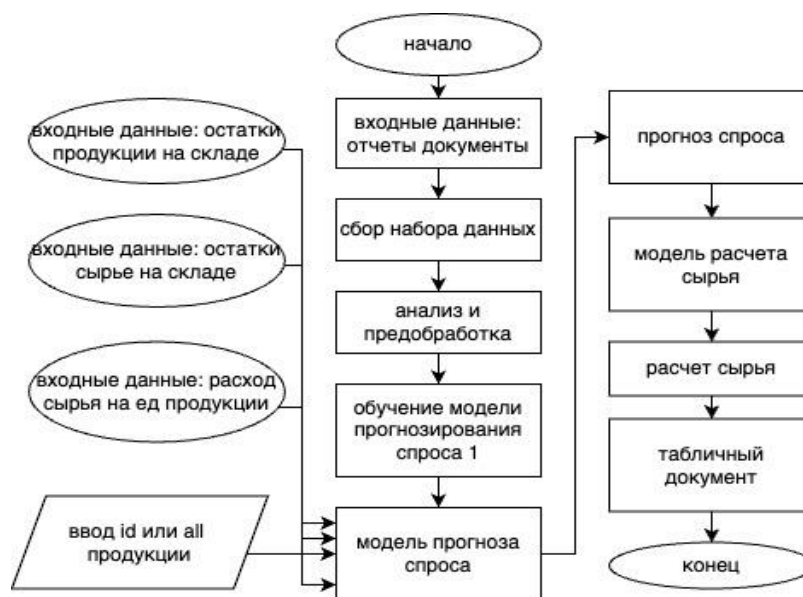 начало
входные данные:
отчеты документы
сбор набора данных
анализ и
предобработка
обучение модели
прогнозирования
спроса 1
модель прогноза
спроса
входные данные: остатки
продукции на складе
входные данные: остатки
сырье на складе
входные данные: расход
сырья на ед продукции
ввод id или all
продукции
прогноз спроса
модель расчета
сырья
расчет сырья
табличный
документ
конец